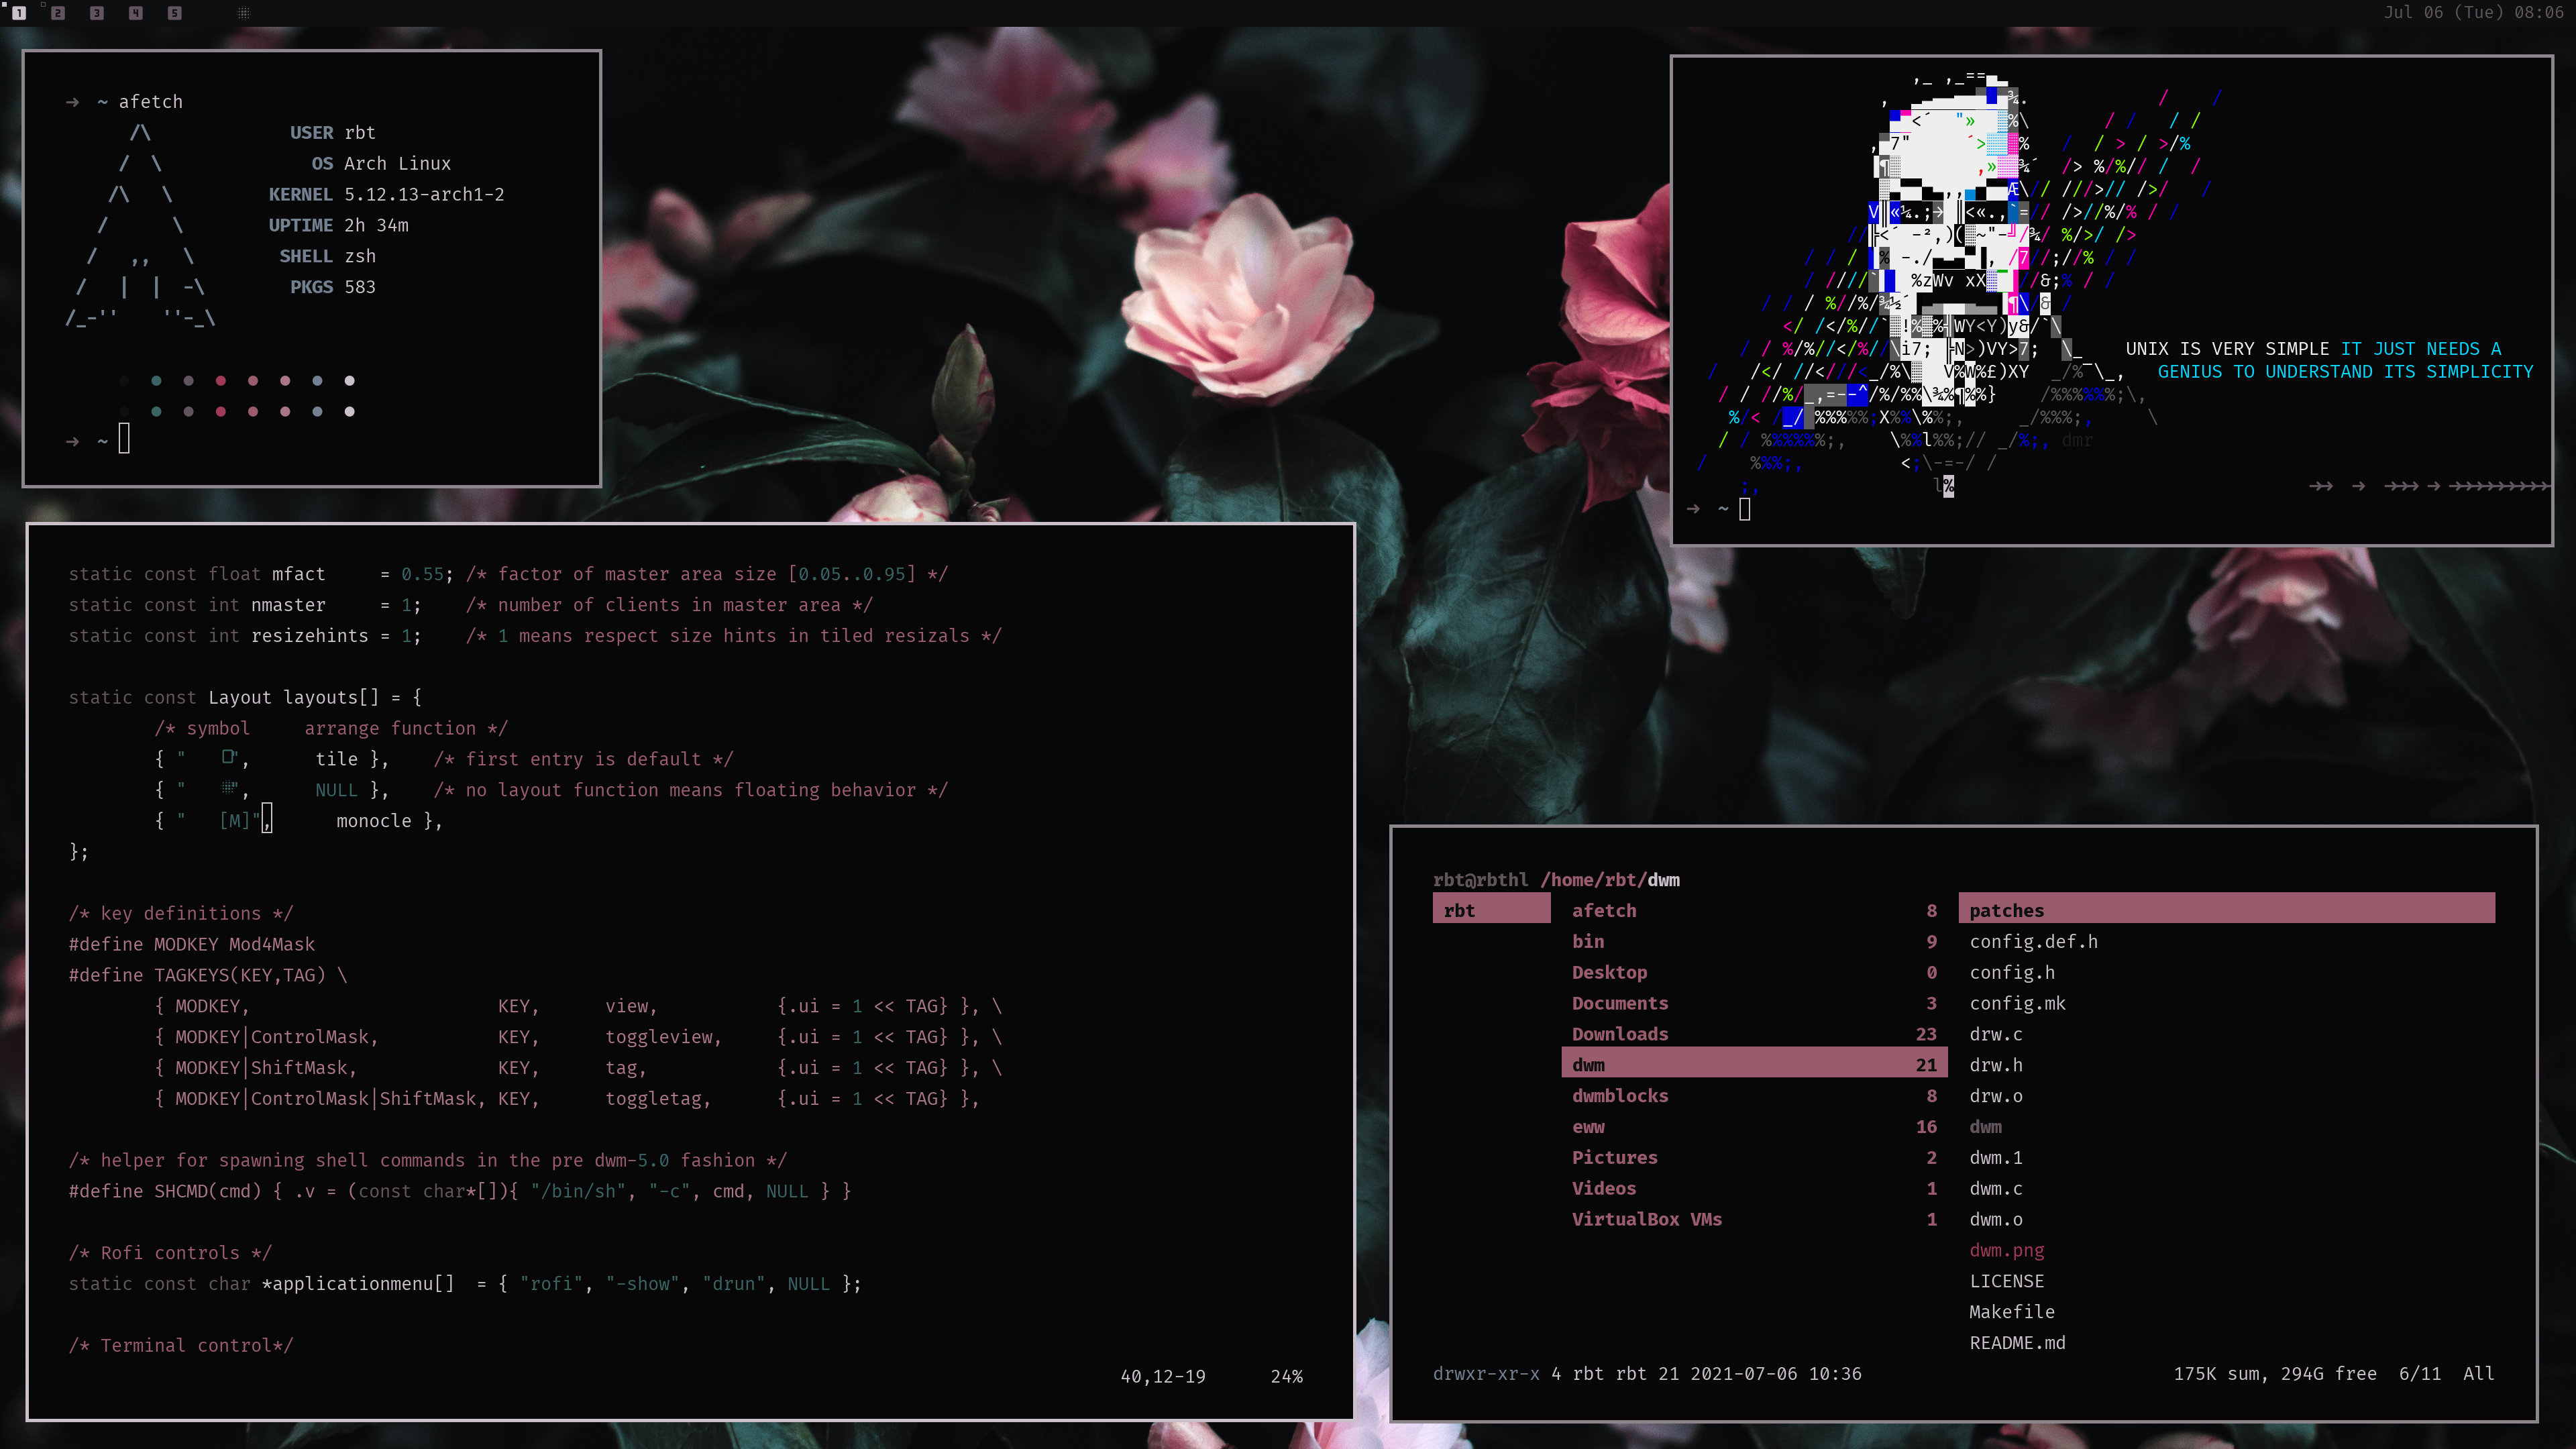 1 2 3 4 5
Jul 06 (Tue) 08:06
→ ~ afetch
USER rbt
OS Arch Linux
KERNEL 5.12.13-arch1-2
UPTIME 2h 34m
SHELL zsh
PKGS 583
→ ~
UNIX IS VERY SIMPLE IT JUST NEEDS A
GENIUS TO UNDERSTAND ITS SIMPLICITY
dmr
→ ~
static const float mfact     = 0.55; /* factor of master area size [0.05..0.95] */
static const int nmaster     = 1;    /* number of clients in master area */
static const int resizehints = 1;    /* 1 means respect size hints in tiled resizals */
static const Layout layouts[] = {
/* symbol     arrange function */
{ "   ",      tile },    /* first entry is default */
{ "   ",      NULL },    /* no layout function means floating behavior */
{ "   [M]",      monocle },
};
/* key definitions */
#define MODKEY Mod4Mask
#define TAGKEYS(KEY,TAG) \
{ MODKEY,                       KEY,      view,           {.ui = 1 << TAG} }, \
{ MODKEY|ControlMask,           KEY,      toggleview,     {.ui = 1 << TAG} }, \
{ MODKEY|ShiftMask,             KEY,      tag,            {.ui = 1 << TAG} }, \
{ MODKEY|ControlMask|ShiftMask, KEY,      toggletag,      {.ui = 1 << TAG} },
/* helper for spawning shell commands in the pre dwm-5.0 fashion */
#define SHCMD(cmd) { .v = (const char*[]){ "/bin/sh", "-c", cmd, NULL } }
/* Rofi controls */
static const char *applicationmenu[]  = { "rofi", "-show", "drun", NULL };
/* Terminal control*/
40,12-19      24%
rbt@rbthl /home/rbt/dwm
rbt
afetch 8
bin 9
Desktop 0
Documents 3
Downloads 23
dwm 21
dwmblocks 8
eww 16
Pictures 2
Videos 1
VirtualBox VMs 1
patches
config.def.h
config.h
config.mk
drw.c
drw.h
drw.o
dwm
dwm.1
dwm.c
dwm.o
dwm.png
LICENSE
Makefile
README.md
drwxr-xr-x 4 rbt rbt 21 2021-07-06 10:36
175K sum, 294G free  6/11  All